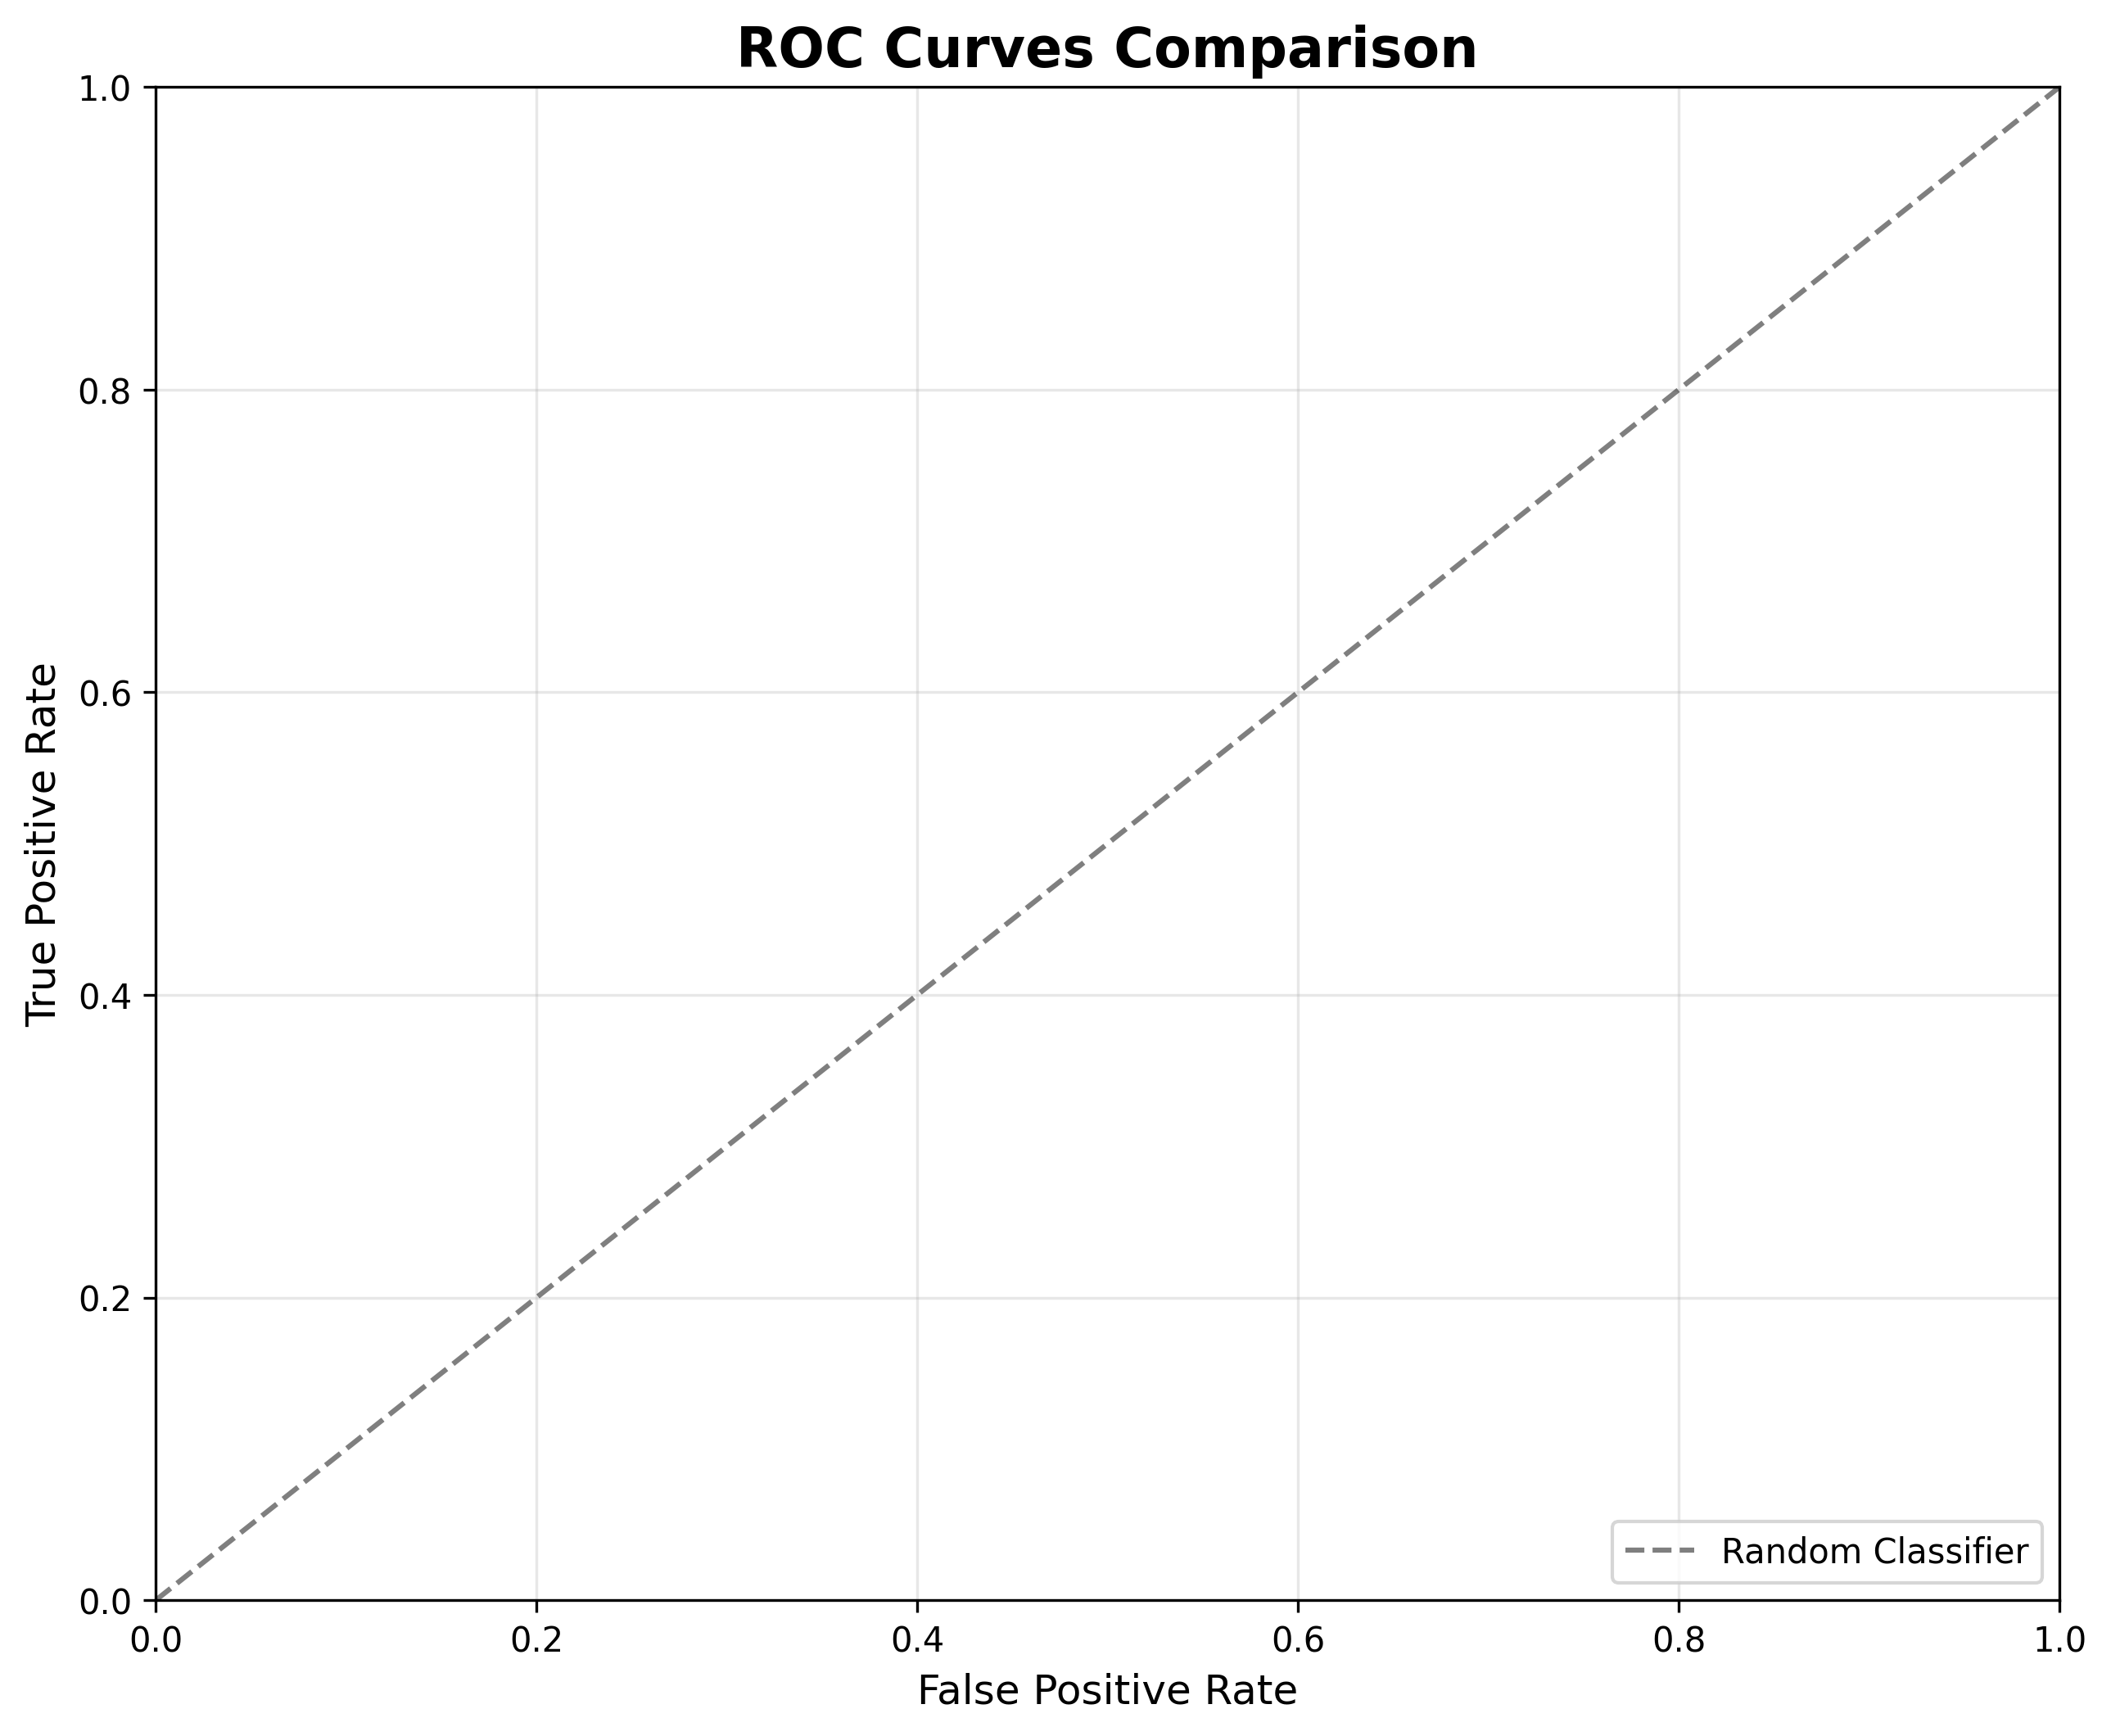 ROC Curves Comparison
True Positive Rate
1.0
0.8
0.6
0.4
0.2
0.0
Random Classifier
0.0 0.2 0.4 0.6 0.8 1.0
False Positive Rate